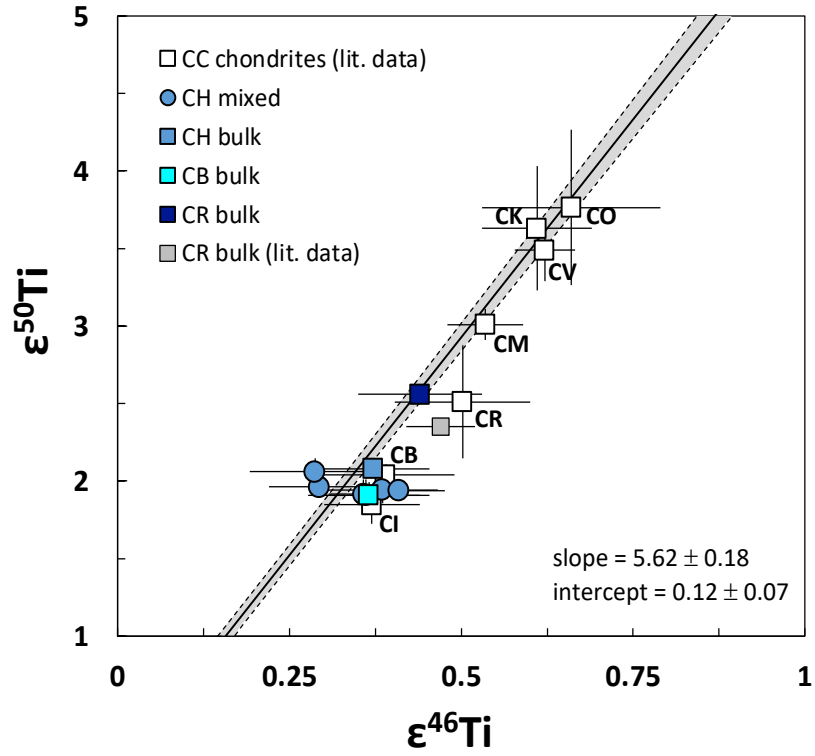 5
4
3
2
1
ε⁵⁰Ti
CC chondrites (lit. data)
CH mixed
CH bulk
CB bulk
CR bulk
CR bulk (lit. data)
CK
CO
CV
CM
CR
CB
CI
slope = 5.62 ± 0.18
intercept = 0.12 ± 0.07
0 0.25 0.5 0.75 1
ε⁴⁶Ti